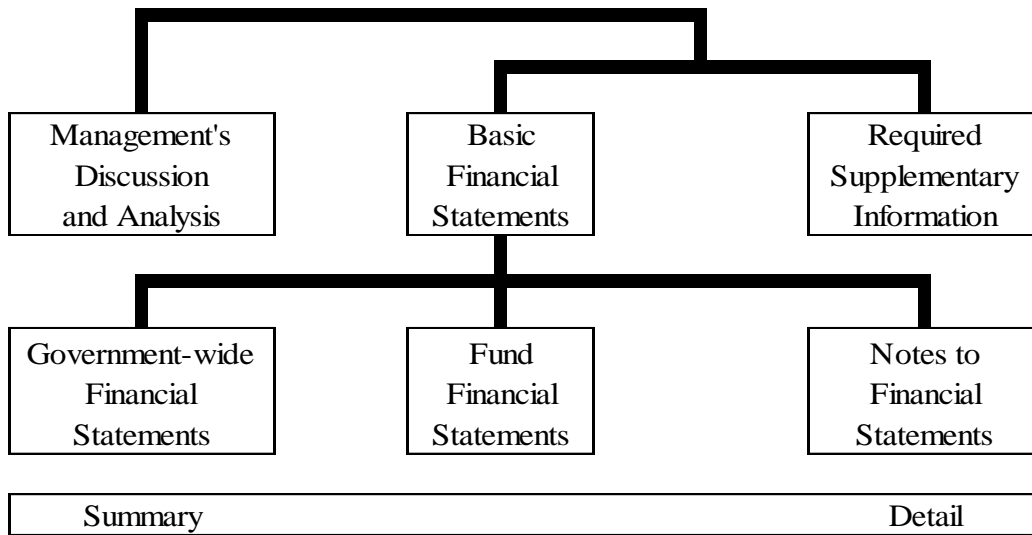 Management's
Discussion
and Analysis
Basic
Financial
Statements
Required
Supplementary
Information
Government-wide
Financial
Statements
Fund
Financial
Statements
Notes to
Financial
Statements
Summary
Detail